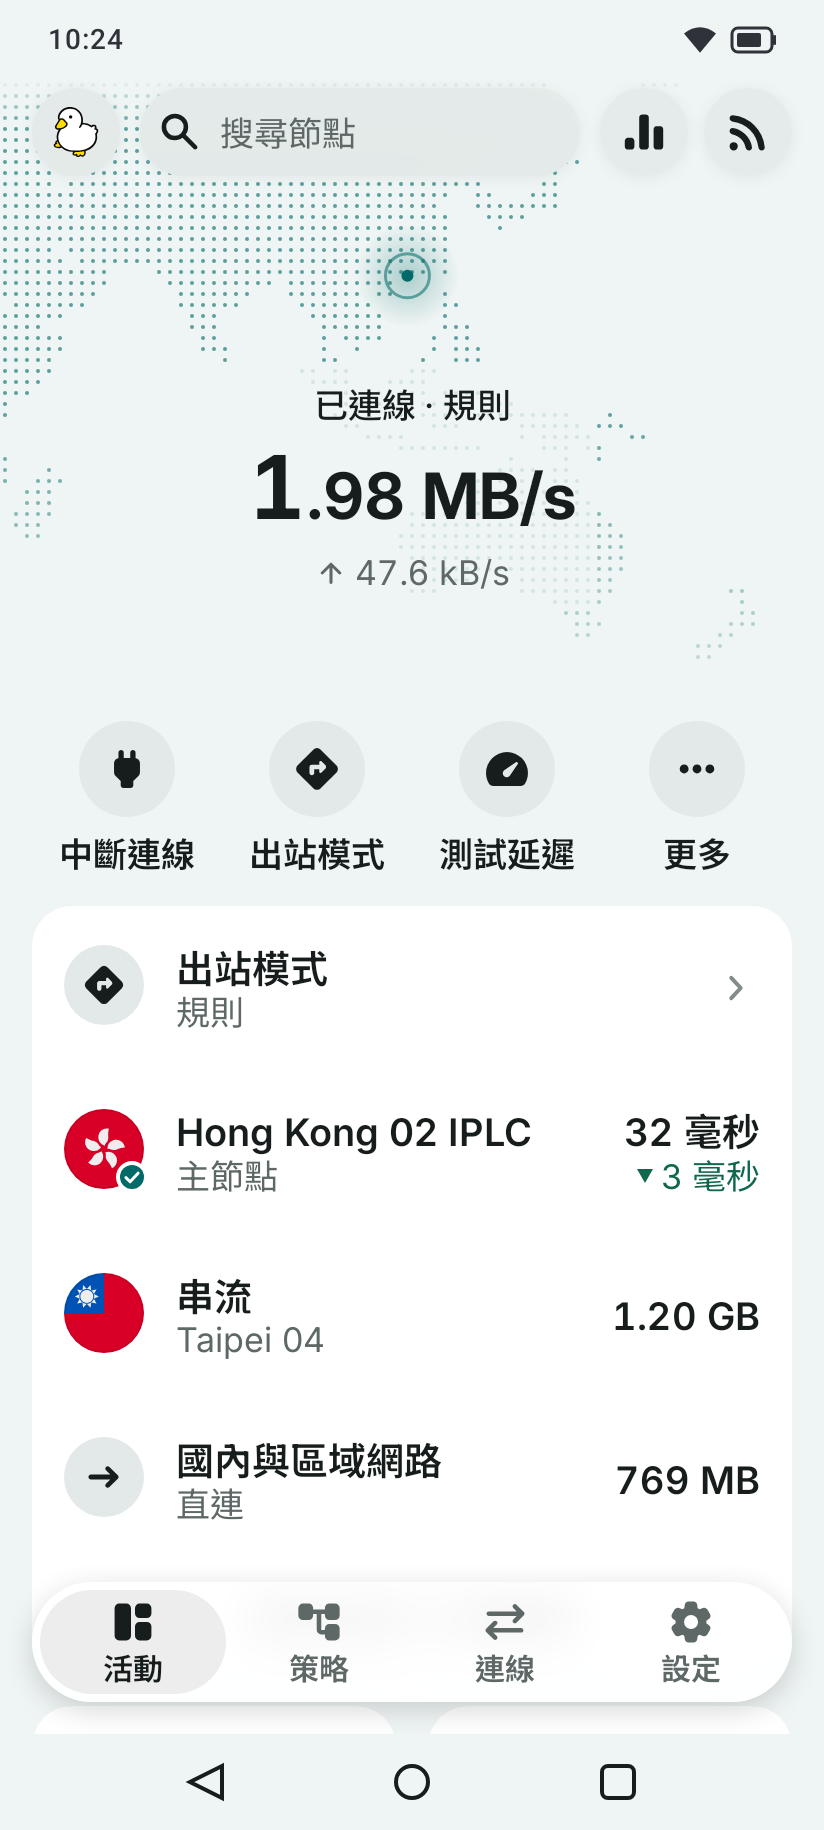 10:24
搜尋節點
已連線 · 規則
1.98 MB/s
↑ 47.6 kB/s
中斷連線
出站模式
測試延遲
更多
出站模式
規則
Hong Kong 02 IPLC
32 毫秒
主節點
▼3 毫秒
串流
Taipei 04
1.20 GB
國內與區域網路
直連
769 MB
活動
策略
連線
設定